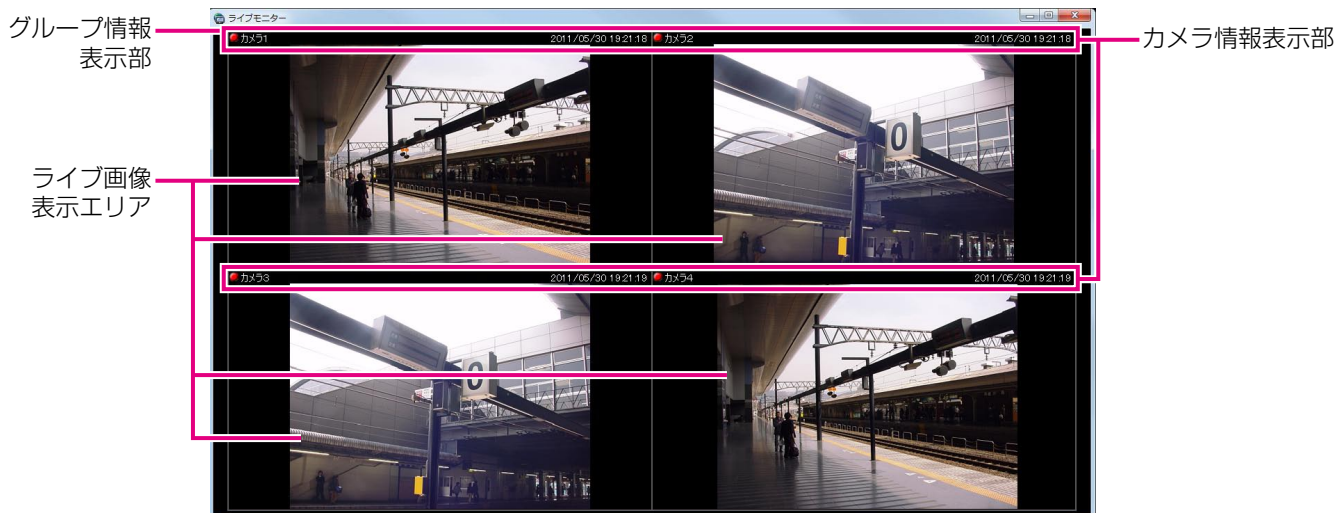 ライブモニター
グループ情報
表示部
カメラ1 2011/05/30 19:21:18 カメラ2 2011/05/30 19:21:18
カメラ情報表示部
0
ライブ画像
表示エリア
カメラ3 2011/05/30 19:21:19 カメラ4 2011/05/30 19:21:19
0